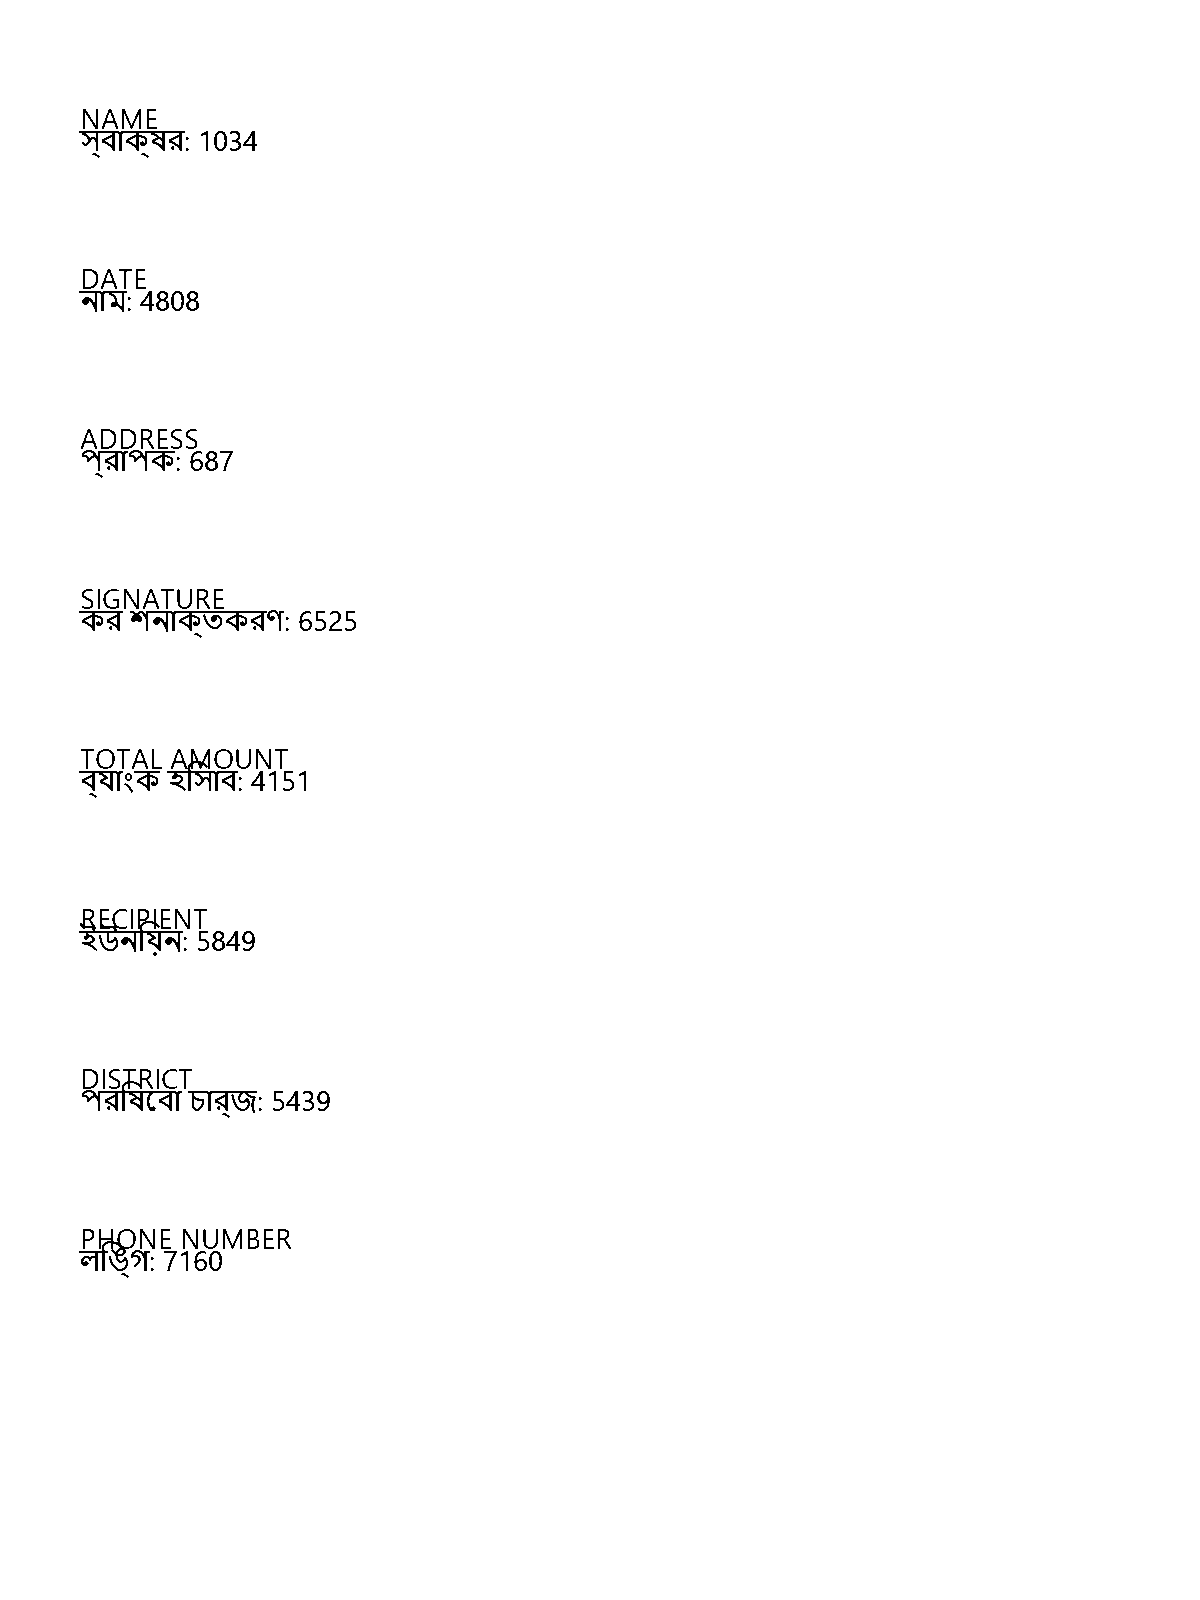 NAME
স্বাক্ষর: 1034
DATE
নাম: 4808
ADDRESS
প্রাপক: 687
SIGNATURE
কর শনাক্তকরণ: 6525
TOTAL AMOUNT
ব্যাংক হিসাব: 4151
RECIPIENT
ইউনিয়ন: 5849
DISTRICT
পরিষেবা চার্জ: 5439
PHONE NUMBER
লিঙ্গ: 7160